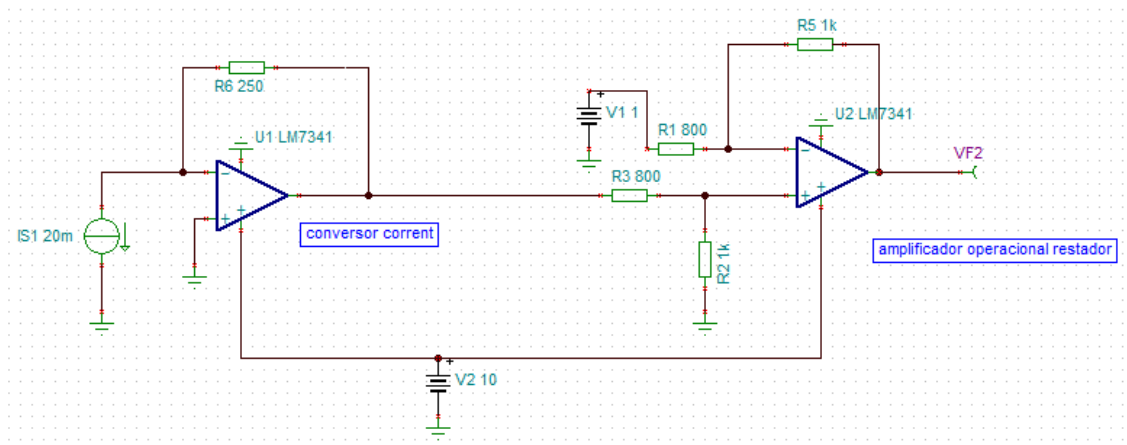 R5 1k
R6 250
U1 LM7341
V1 1
R1 800
U2 LM7341
VF2
R3 800
IS1 20m
conversor corrent
R2 1k
amplificador operacional restador
V2 10